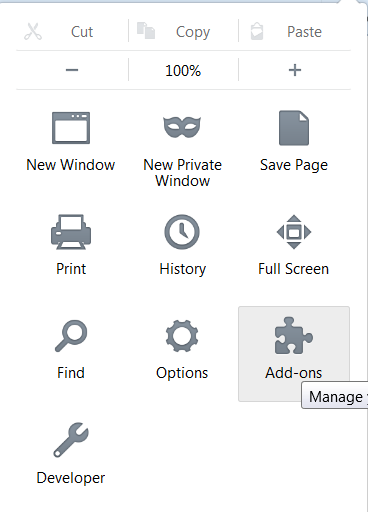 Cut Copy Paste
100%
New Window New Private Save Page
Window
Print History Full Screen
Find Options Add-ons
Manage
Developer